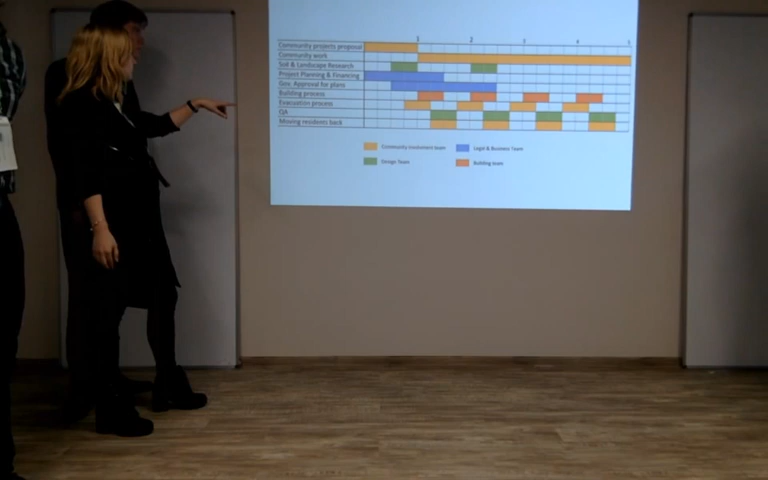 1 2 3 4 5
Community projects proposal
Community work
Soil & Landscape Research
Project Planning & Financing
Gov. Approval for plans
Building process
Evacuation process
QA
Moving residents back
Community Involvment team Legal & Business Team
Design Team Building team